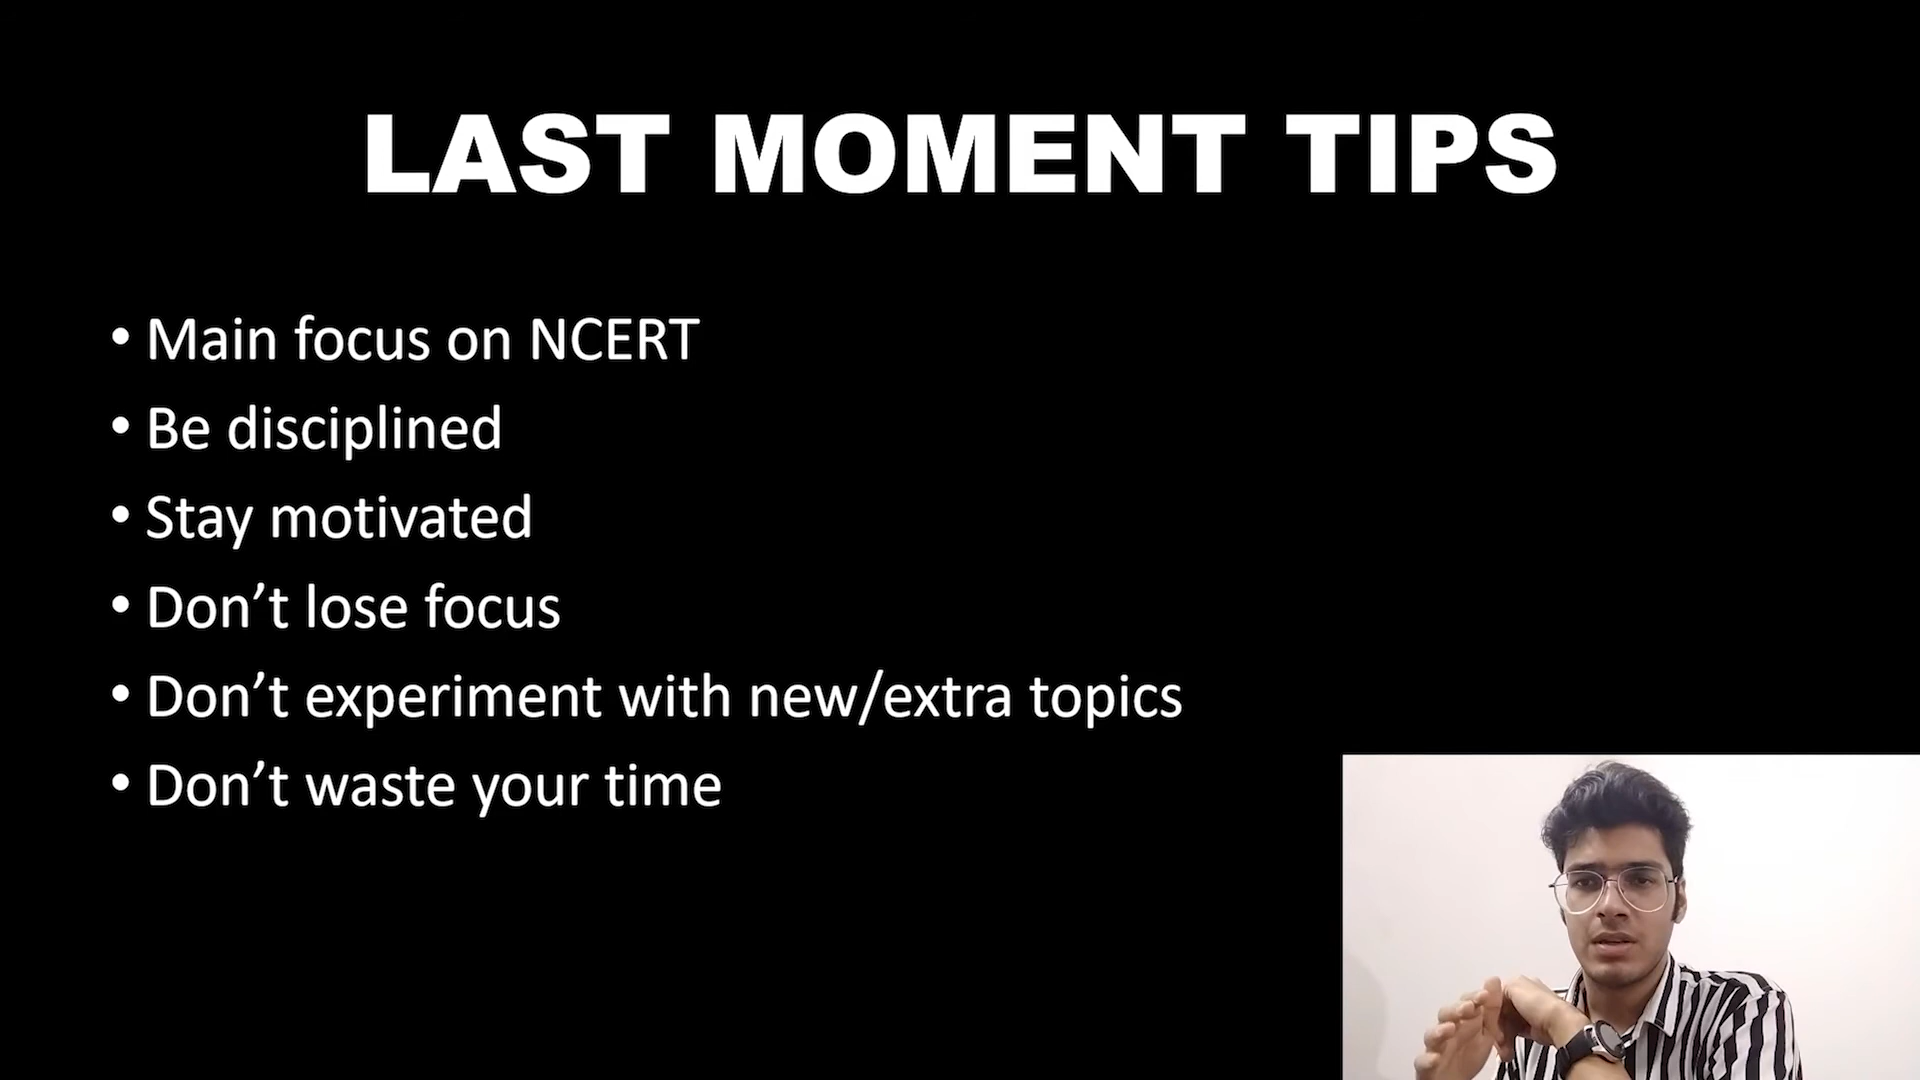 LAST MOMENT TIPS
• Main focus on NCERT
• Be disciplined
• Stay motivated
• Don’t lose focus
• Don’t experiment with new/extra topics
• Don’t waste your time